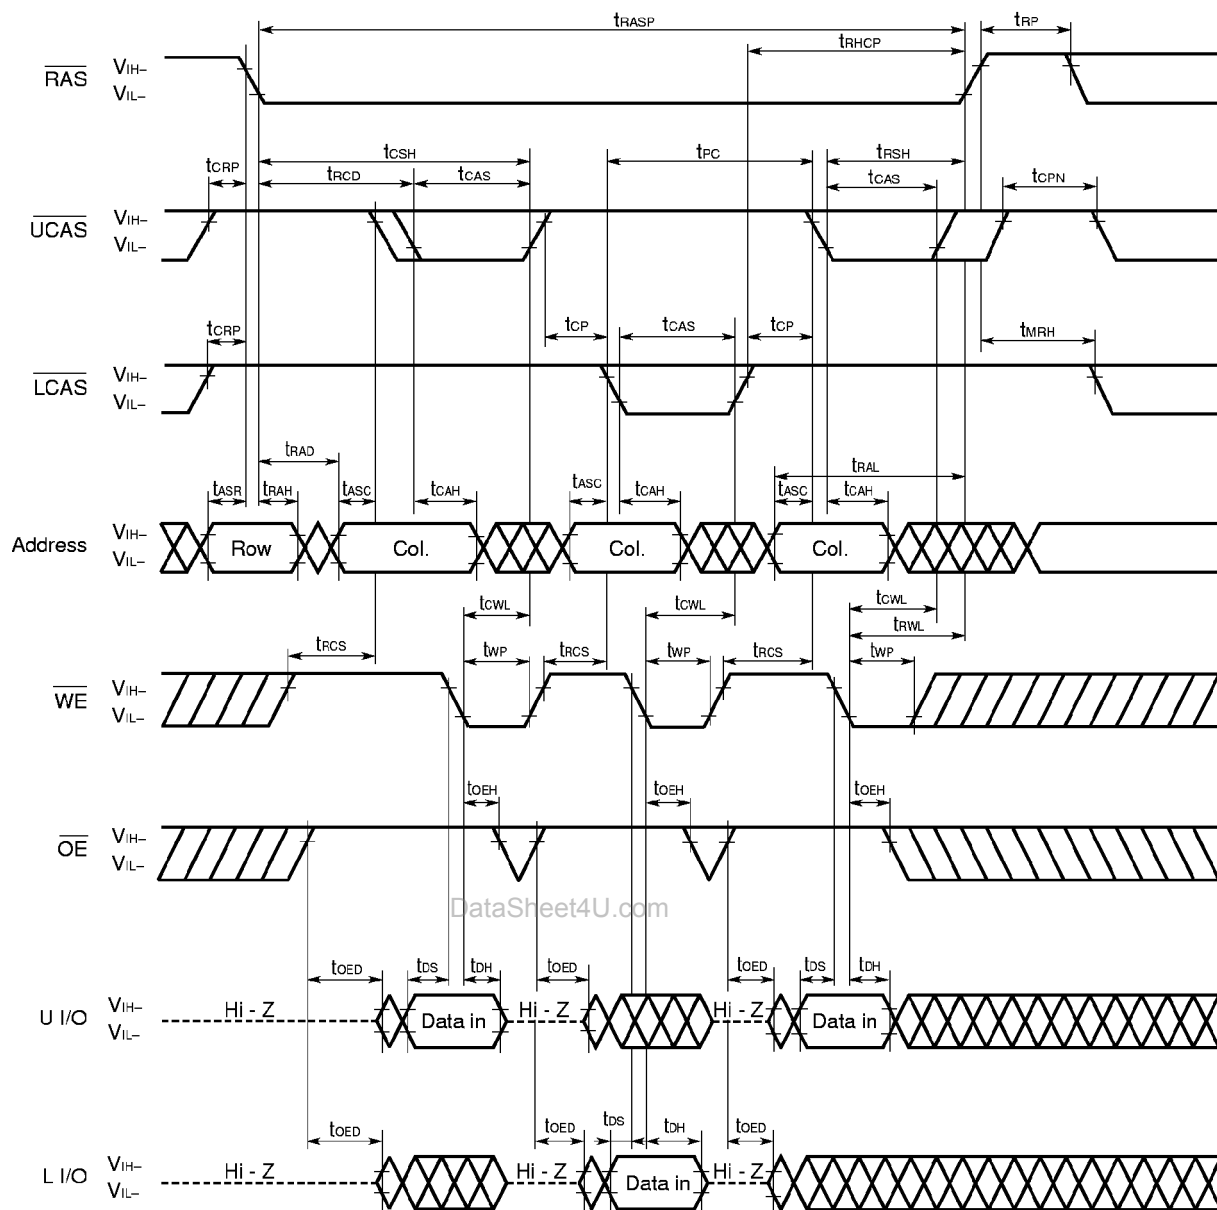 tRASP tRP
tRHCP
RAS VIH–
VIL–
tCSH tPC tRSH
tCRP tRCD tCAS tCAS tCPN
UCAS VIH–
VIL–
tCRP tCP tCAS tCP tMRH
LCAS VIH–
VIL–
tRAD tRAL
tASR tRAH tASC tCAH tASC tCAH tASC tCAH
Address VIH–
VIL–
Row Col. Col. Col.
tCWL tCWL tCWL
tRWL
tRCS tWP tRCS tWP tRCS tWP
WE VIH–
VIL–
tOEH tOEH tOEH
OE VIH–
VIL–
DataSheet4U.com
tOED tDS tDH tOED tOED tDS tDH
U I/O VIH–
VIL–
Hi - Z Data in Hi - Z Hi - Z Data in
tOED tOED tDS tDH tOED
L I/O VIH–
VIL–
Hi - Z Hi - Z Data in Hi - Z